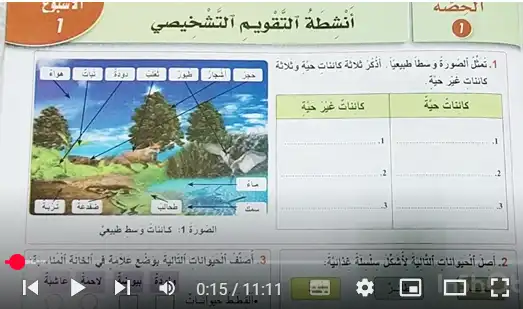 الحصة
1
أنشطة التقويم التشخيصي
الأسبوع
1
1. تمثل الصورة وسطا طبيعيا. أذكر ثلاثة كائنات حية وثلاثة
كائنات غير حية
كائنات حية
كائنات غير حية
1.
2.
3.
1.
2.
3.
حجر
أشجار
طيور
ثعلب
دودة
نبات
هواء
ماء
سمك
طحالب
ضفدعة
تربة
الصورة 1: كائنات وسط طبيعي
2. أصل الحيوانات التالية لأشكل سلسلة غذائية:
3. أصنف الحيوانات التالية بوضع علامة في الخانة المناسبة:
لاحمة
عاشبة
0:15 / 11:11